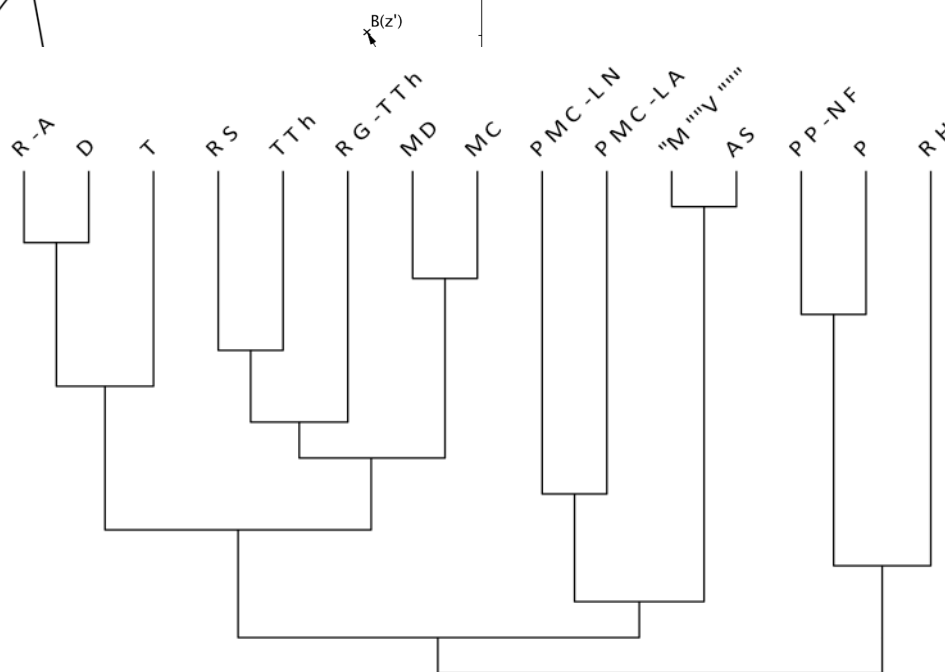 B(z')
R-A
D
T
RS
TTh
RG-TTh
MD
MC
PMC-LN
PMC-LA
"M""V"""
AS
PP-NF
P